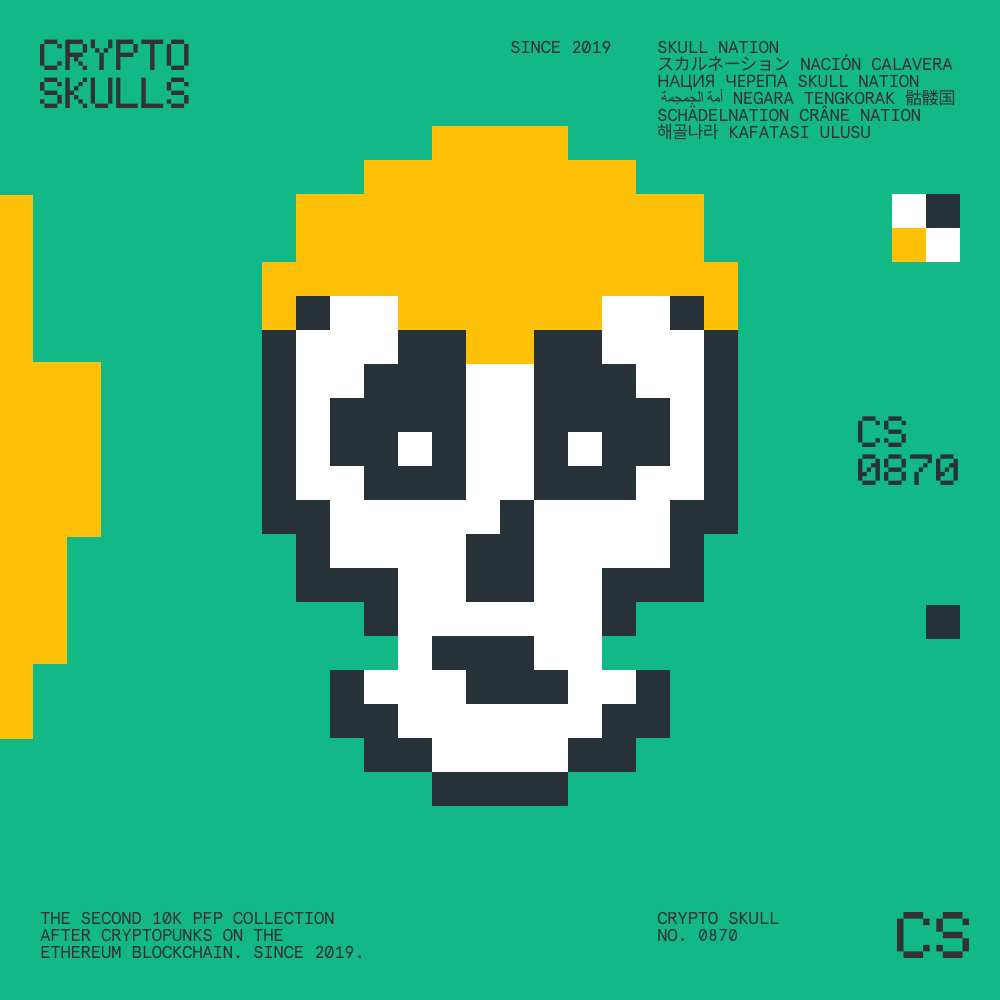 CRYPTO
SKULLS
SINCE 2019
SKULL NATION
スカルネーション NACIÓN CALAVERA
НАЦИЯ ЧЕРЕПА SKULL NATION
أمة الجمجمة NEGARA TENGKORAK 骷髅国
SCHÄDELNATION CRÂNE NATION
해골나라 KAFATASI ULUSU
CS
0870
THE SECOND 10K PFP COLLECTION
AFTER CRYPTOPUNKS ON THE
ETHEREUM BLOCKCHAIN. SINCE 2019.
CRYPTO SKULL
NO. 0870
CS